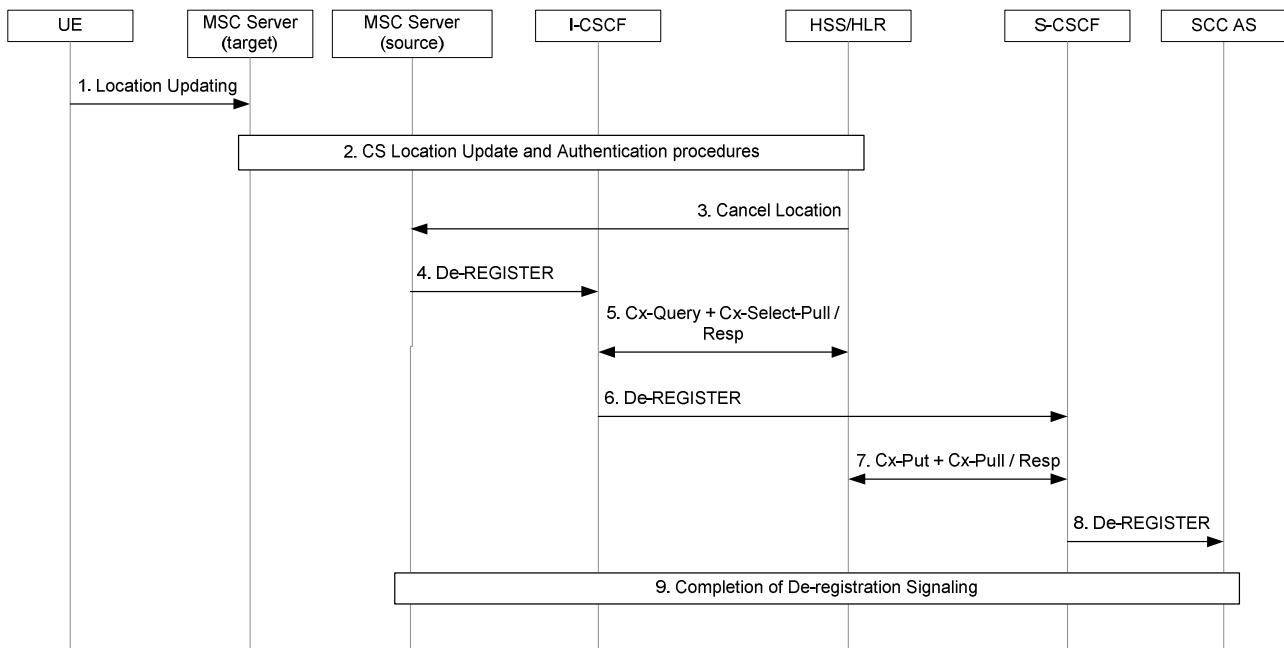 UE
MSC Server
(target)
MSC Server
(source)
I-CSCF
HSS/HLR
S-CSCF
SCC AS
1. Location Updating
2. CS Location Update and Authentication procedures
3. Cancel Location
4. De-REGISTER
5. Cx-Query + Cx-Select-Pull /
Resp
6. De-REGISTER
7. Cx-Put + Cx-Pull / Resp
8. De-REGISTER
9. Completion of De-registration Signaling